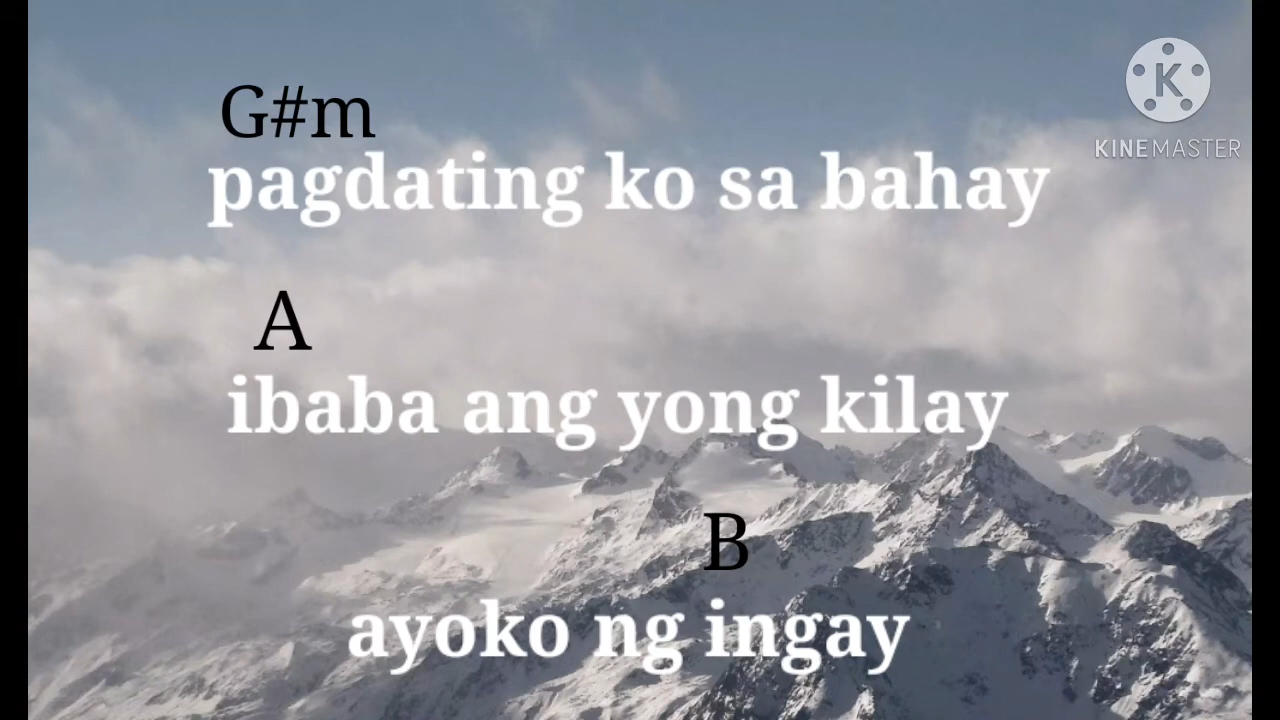 G#m
K
KINEMASTER
pagdating ko sa bahay
A
ibaba ang yong kilay
B
ayoko ng ingay